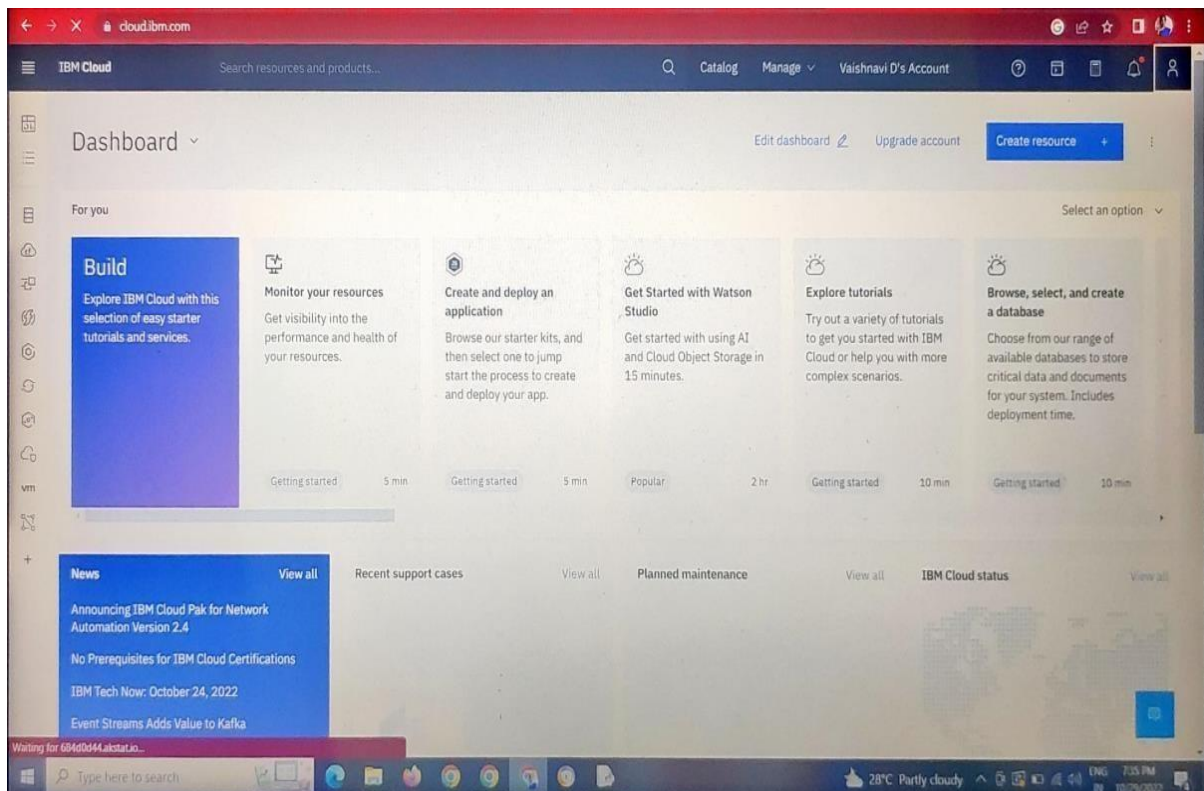 cloud.ibm.com
IBM Cloud
Search resources and products...
Catalog
Manage
Vaishnavi D's Account
Dashboard
Edit dashboard
Upgrade account
Create resource +
For you
Select an option
Build
Explore IBM Cloud with this
selection of easy starter
tutorials and services.
Monitor your resources
Get visibility into the
performance and health of
your resources.
Getting started
5 min
Create and deploy an
application
Browse our starter kits, and
then select one to jump
start the process to create
and deploy your app.
Getting started
5 min
Get Started with Watson
Studio
Get started with using AI
and Cloud Object Storage in
15 minutes.
Popular
2 hr
Explore tutorials
Try out a variety of tutorials
to get you started with IBM
Cloud or help you with more
complex scenarios.
Getting started
10 min
Browse, select, and create
a database
Choose from our range of
available databases to store
critical data and documents
for your system. Includes
deployment time.
Getting started
10 min
vm
News
View all
Announcing IBM Cloud Pak for Network
Automation Version 2.4
No Prerequisites for IBM Cloud Certifications
IBM Tech Now: October 24, 2022
Event Streams Adds Value to Kafka
Recent support cases
View all
Planned maintenance
View all
IBM Cloud status
View all
Waiting for 684d0d44.akstat.io...
Type here to search
28°C Partly cloudy
ENG
IN
7:35 PM